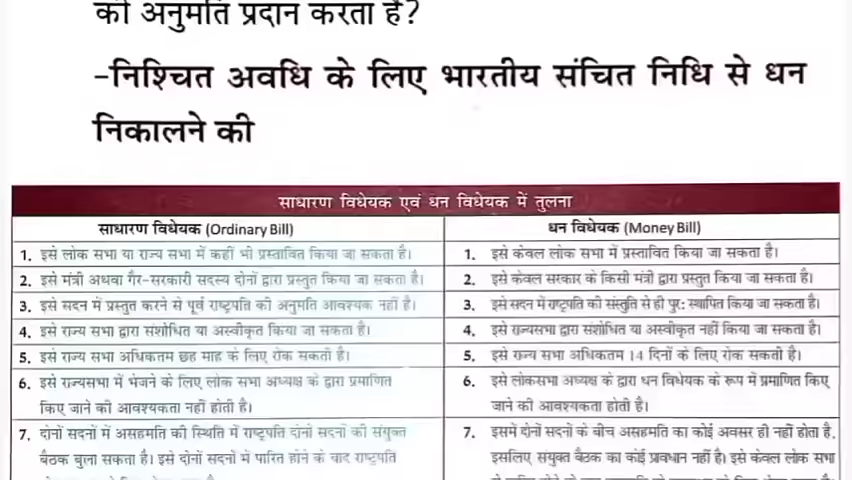 की अनुमति प्रदान करता है?
-निश्चित अवधि के लिए भारतीय संचित निधि से धन
निकालने की
साधारण विधेयक एवं धन विधेयक में तुलना
साधारण विधेयक (Ordinary Bill)
1. इसे लोक सभा या राज्य सभा में कहीं भी प्रस्तावित किया जा सकता है।
2. इसे मंत्री अथवा गैर-सरकारी सदस्य दोनों द्वारा प्रस्तुत किया जा सकता है।
3. इसे सदन में प्रस्तुत करने से पूर्व राष्ट्रपति की अनुमति आवश्यक नहीं है।
4. इसे राज्य सभा द्वारा संशोधित या अस्वीकृत किया जा सकता है।
5. इसे राज्य सभा अधिकतम छह माह के लिए रोक सकती है।
6. इसे राज्यसभा में भेजने के लिए लोक सभा अध्यक्ष के द्वारा प्रमाणित
किए जाने की आवश्यकता नहीं होती है।
7. दोनों सदनों में असहमति की स्थिति में राष्ट्रपति दोनों सदनों की संयुक्त
बैठक बुला सकता है। इसे दोनों सदनों में पारित होने के बाद राष्ट्रपति
धन विधेयक (Money Bill)
1. इसे केवल लोक सभा में प्रस्तावित किया जा सकता है।
2. इसे केवल सरकार के किसी मंत्री द्वारा प्रस्तुत किया जा सकता है।
3. इसे सदन में राष्ट्रपति की संस्तुति से ही पुर: स्थापित किया जा सकता है।
4. इसे राज्यसभा द्वारा संशोधित या अस्वीकृत नहीं किया जा सकता है।
5. इसे राज्य सभा अधिकतम 14 दिनों के लिए रोक सकती है।
6. इसे लोकसभा अध्यक्ष के द्वारा धन विधेयक के रूप में प्रमाणित किए
जाने की आवश्यकता होती है।
7. इसमें दोनों सदनों के बीच असहमति का कोई अवसर ही नहीं होता है.
इसलिए संयुक्त बैठक का कोई प्रावधान नहीं है। इसे केवल लोक सभा